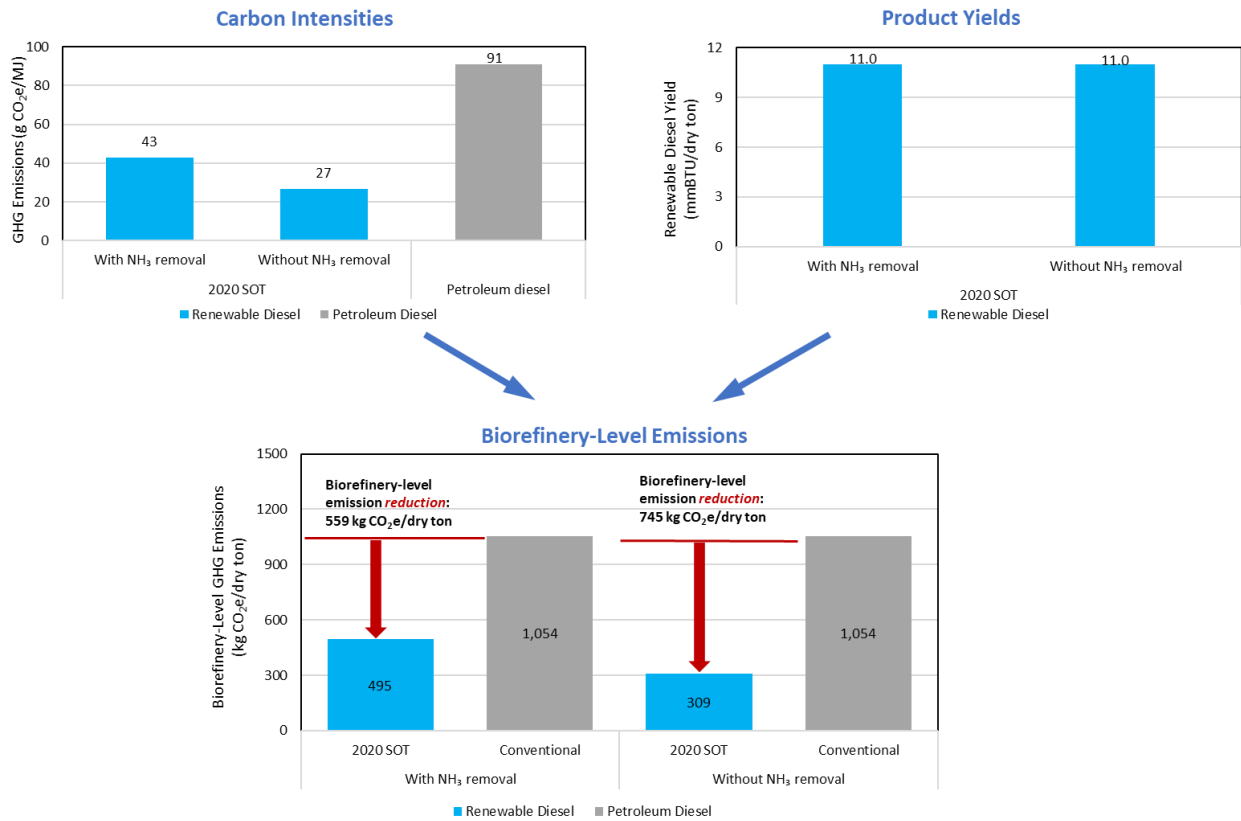 Carbon Intensities
GHG Emissions (g CO₂e/MJ)
100
80
60
40
20
0
43
27
91
With NH₃ removal
Without NH₃ removal
2020 SOT
Petroleum diesel
Renewable Diesel
Petroleum Diesel
Product Yields
Renewable Diesel Yield
(mmBTU/dry ton)
12
9
6
3
0
11.0
11.0
With NH₃ removal
Without NH₃ removal
2020 SOT
Renewable Diesel
Biorefinery-Level Emissions
Biorefinery-Level GHG Emissions
(kg CO₂e/dry ton)
1500
1200
900
600
300
0
Biorefinery-level
emission reduction:
559 kg CO₂e/dry ton
Biorefinery-level
emission reduction:
745 kg CO₂e/dry ton
495
1,054
309
1,054
2020 SOT
Conventional
2020 SOT
Conventional
With NH₃ removal
Without NH₃ removal
Renewable Diesel
Petroleum Diesel